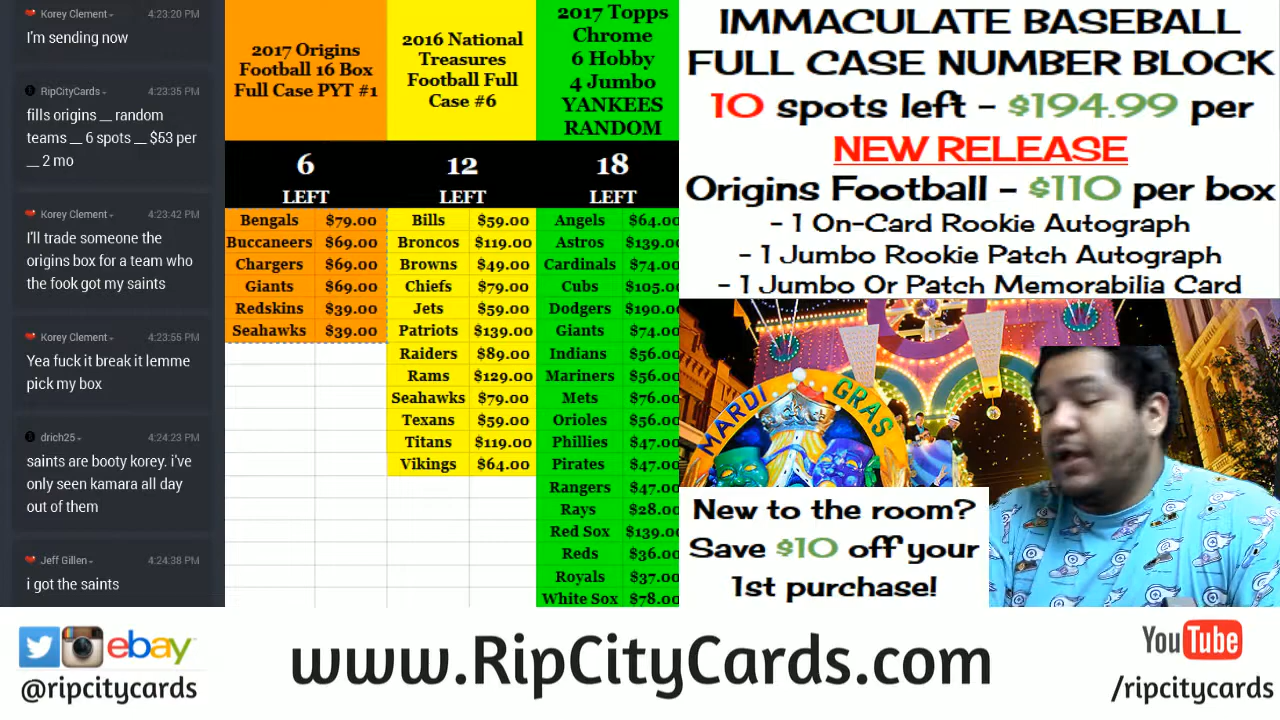 Korey Clement 4:23:20 PM
I'm sending now
RipCityCards 4:23:35 PM
fills origins __ random
teams __ 6 spots __ $53 per
__ 2 mo
Korey Clement 4:23:42 PM
I'll trade someone the
origins box for a team who
the fook got my saints
Korey Clement 4:23:55 PM
Yea fuck it break it lemme
pick my box
drich25 4:24:23 PM
saints are booty korey. i've
only seen kamara all day
out of them
Jeff Gillen 4:24:38 PM
i got the saints
2017 Origins
Football 16 Box
Full Case PYT #1
6
LEFT
Bengals $79.00
Buccaneers $69.00
Chargers $69.00
Giants $69.00
Redskins $39.00
Seahawks $39.00
2016 National
Treasures
Football Full
Case #6
12
LEFT
Bills $59.00
Broncos $119.00
Browns $49.00
Chiefs $79.00
Jets $59.00
Patriots $139.00
Raiders $89.00
Rams $129.00
Seahawks $79.00
Texans $59.00
Titans $119.00
Vikings $64.00
2017 Topps
Chrome
6 Hobby
4 Jumbo
YANKEES
RANDOM
18
LEFT
Angels $64.00
Astros $139.00
Cardinals $74.00
Cubs $105.00
Dodgers $190.00
Giants $74.00
Indians $56.00
Mariners $56.00
Mets $76.00
Orioles $56.00
Phillies $47.00
Pirates $47.00
Rangers $47.00
Rays $28.00
Red Sox $139.00
Reds $36.00
Royals $37.00
White Sox $78.00
IMMACULATE BASEBALL
FULL CASE NUMBER BLOCK
10 spots left - $194.99 per
NEW RELEASE
Origins Football - $110 per box
- 1 On-Card Rookie Autograph
- 1 Jumbo Rookie Patch Autograph
- 1 Jumbo Or Patch Memorabilia Card
MARDI GRAS
New to the room?
Save $10 off your
1st purchase!
ebay
@ripcitycards
www.RipCityCards.com
YouTube
/ripcitycards